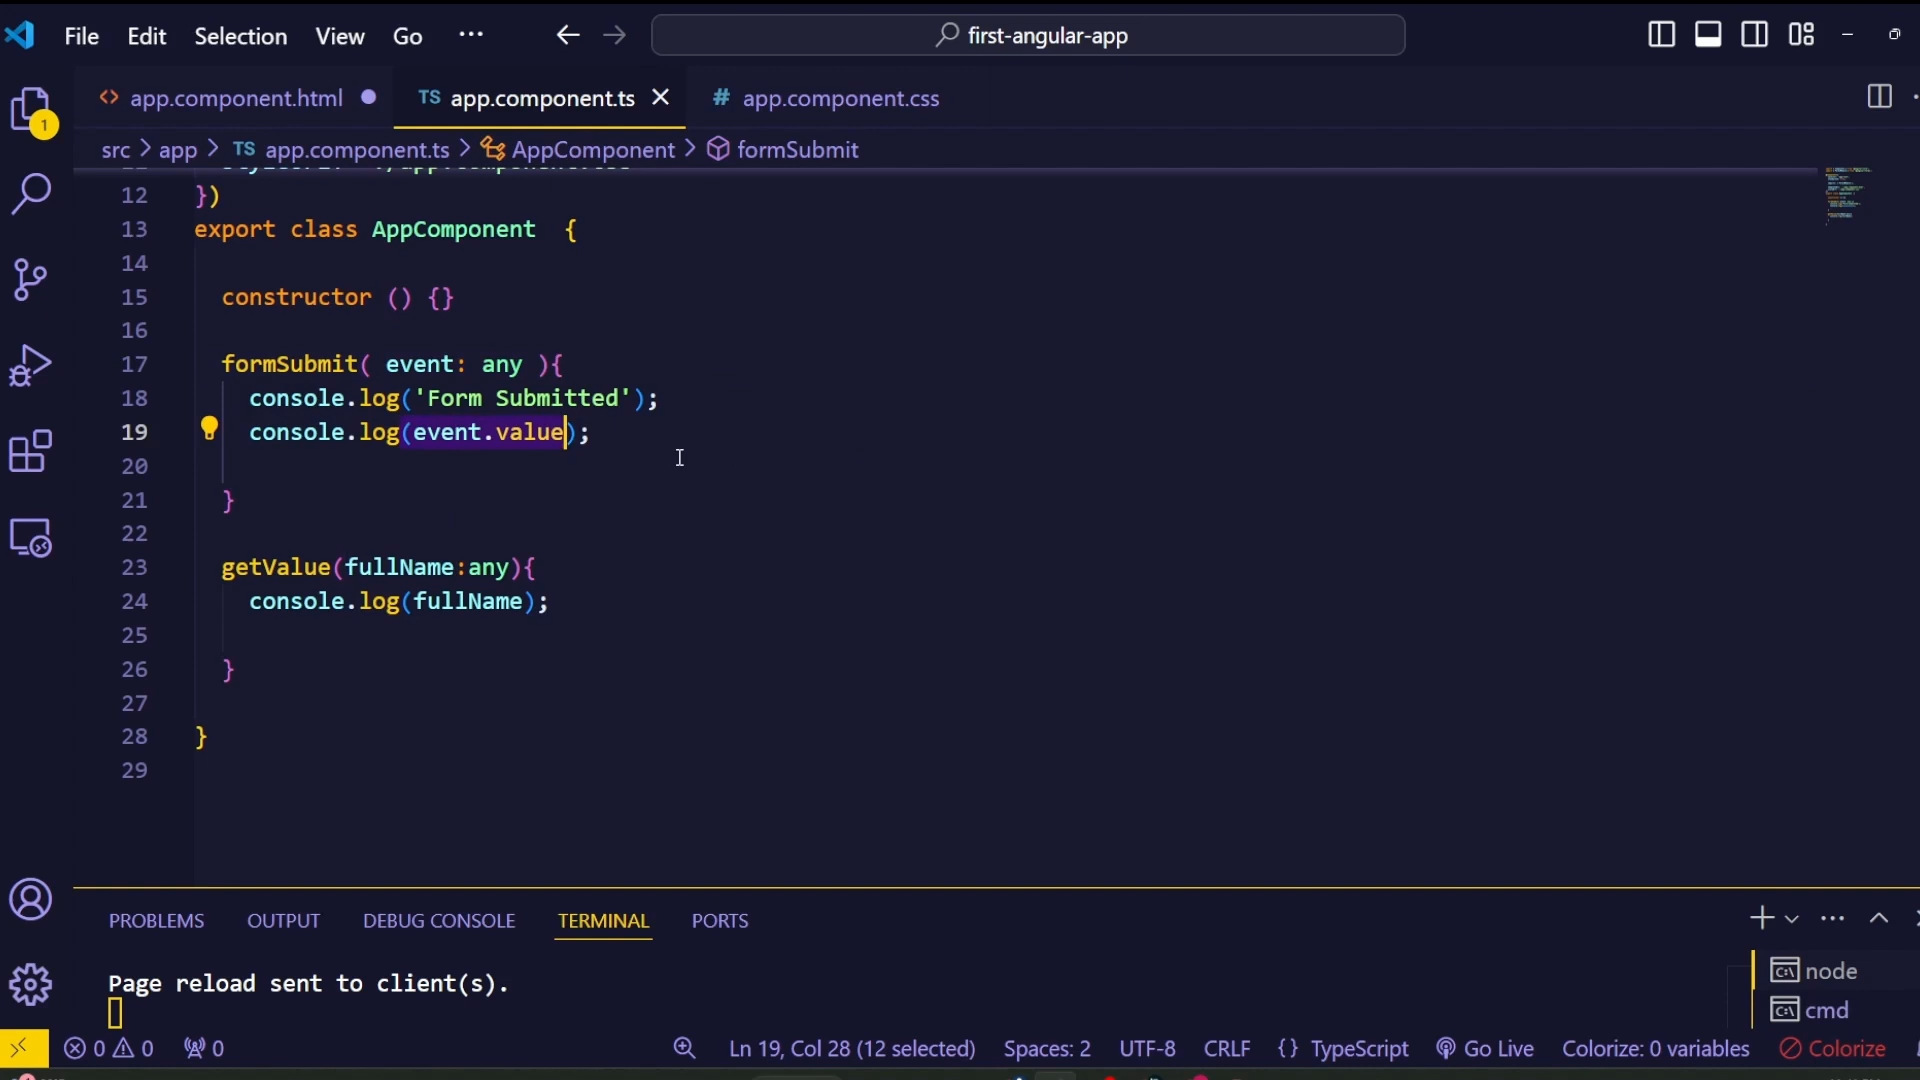 File Edit Selection View Go ··· first-angular-app
1
app.component.html TS app.component.ts # app.component.css
src > app > TS app.component.ts > AppComponent > formSubmit
12 })
13 export class AppComponent {
14
15 constructor () {}
16
17 formSubmit( event: any ){
18 console.log('Form Submitted');
19 console.log(event.value);
20
21 }
22
23 getValue(fullName:any){
24 console.log(fullName);
25
26 }
27
28 }
29
PROBLEMS OUTPUT DEBUG CONSOLE TERMINAL PORTS
Page reload sent to client(s).
node
cmd
0 0 0 Ln 19, Col 28 (12 selected) Spaces: 2 UTF-8 CRLF {} TypeScript Go Live Colorize: 0 variables Colorize